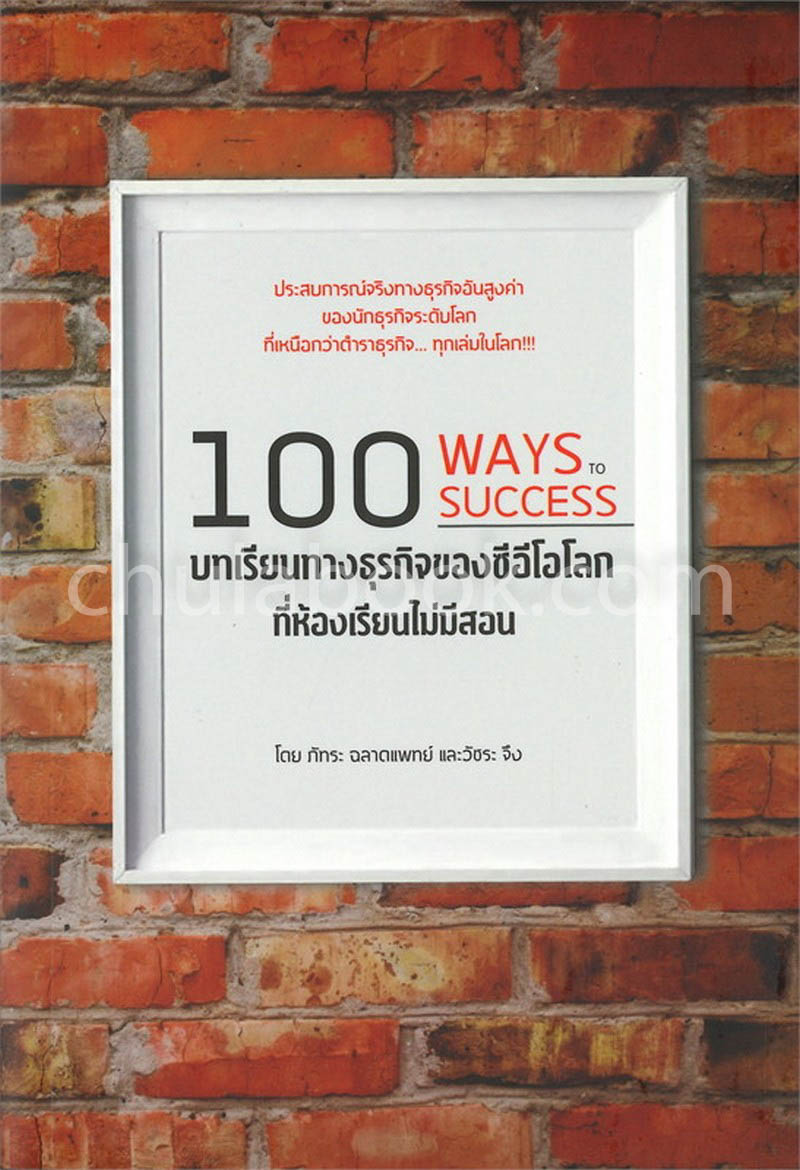 ประสบการณ์จริงทางธุรกิจอันสูงค่า
ของนักธุรกิจระดับโลก
ที่เหนือกว่าตำราธุรกิจ... ทุกเล่มในโลก!!!
100 WAYS TO
SUCCESS
บทเรียนทางธุรกิจของซีอีโอโลก
chulabook.com
ที่ห้องเรียนไม่มีสอน
โดย ภัทระ ฉลาดแพทย์ และวัชระ จึง